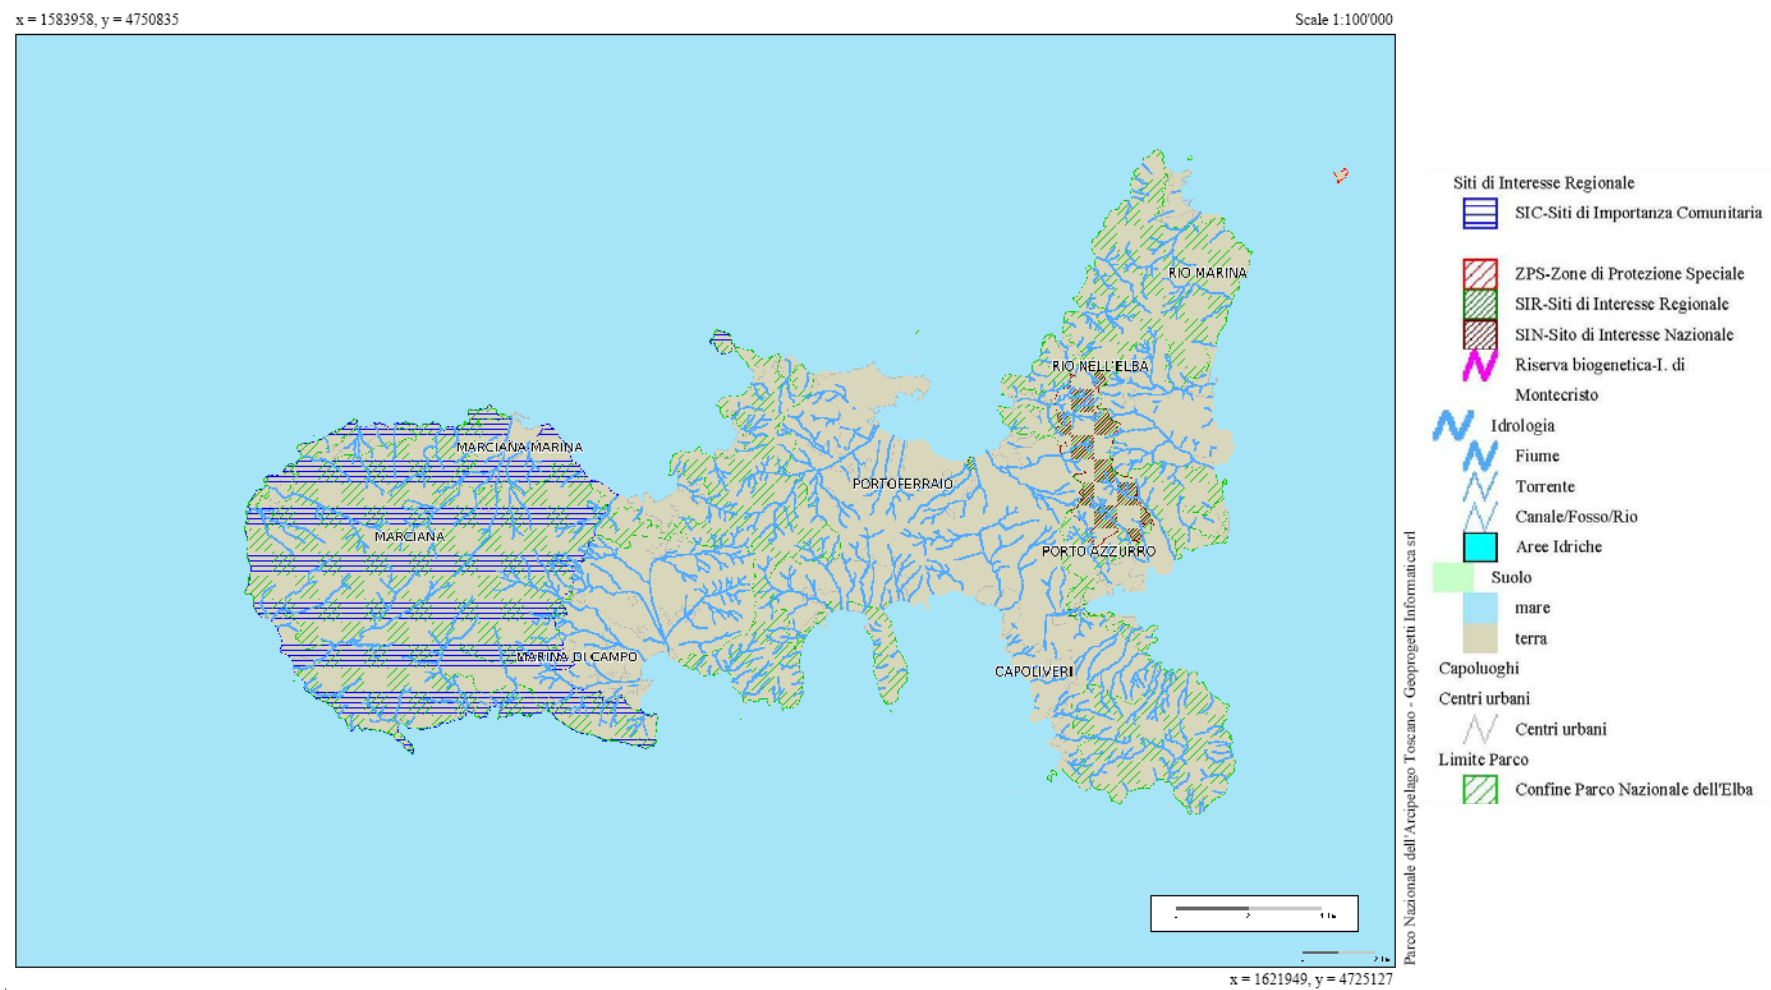 x = 1583958, y = 4750835
Scale 1:100'000
RIO MARINA
RIO NELL'ELBA
MARCIANA MARINA
PORTOFERRAIO
MARCIANA
PORTO AZZURRO
MARINA DI CAMPO
CAPOLIVERI
x = 1621949, y = 4725127
Parco Nazionale dell'Arcipelago Toscano - Geoprogetti Informatica srl
Siti di Interesse Regionale
SIC-Siti di Importanza Comunitaria
ZPS-Zone di Protezione Speciale
SIR-Siti di Interesse Regionale
SIN-Sito di Interesse Nazionale
Riserva biogenetica-I. di
Montecristo
Idrologia
Fiume
Torrente
Canale/Fosso/Rio
Aree Idriche
Suolo
mare
terra
Capoluoghi
Centri urbani
Centri urbani
Limite Parco
Confine Parco Nazionale dell'Elba